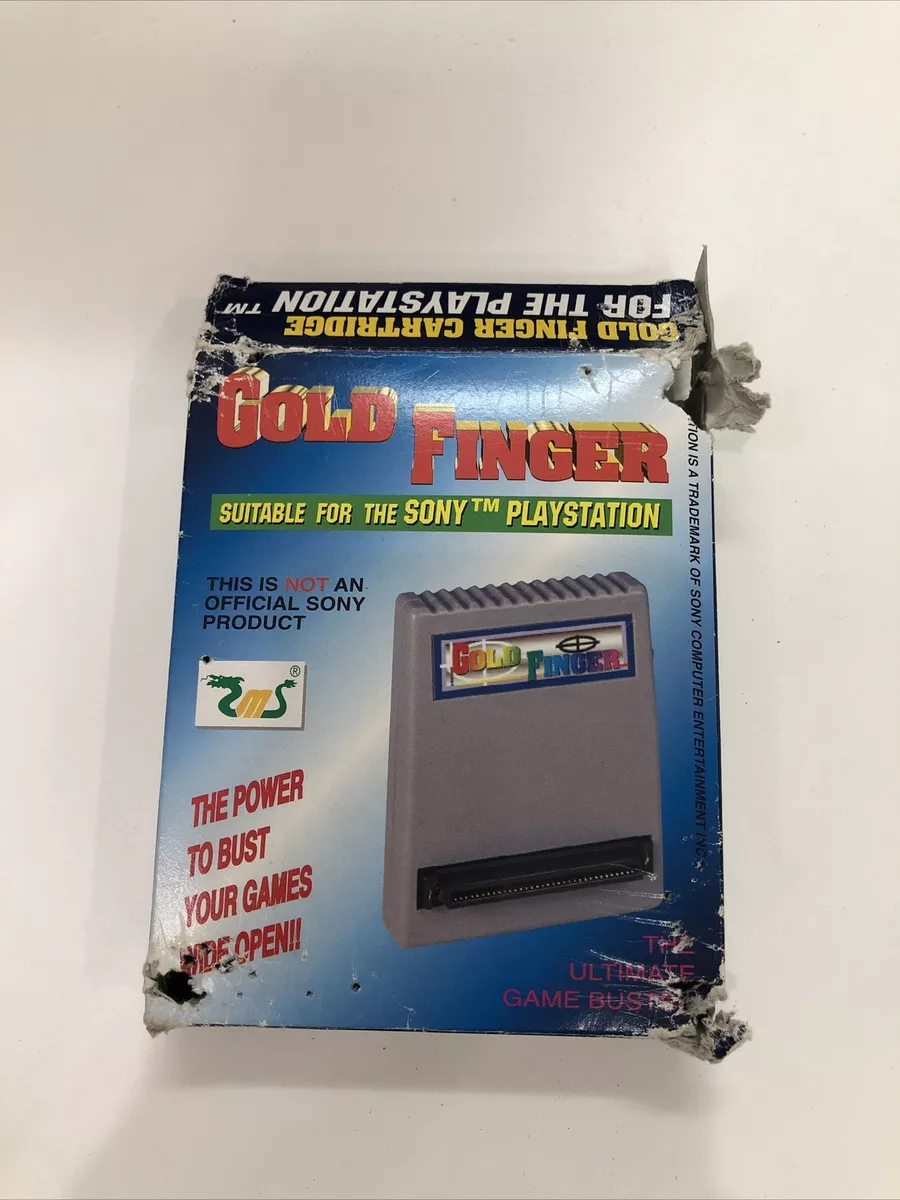 GOLD FINGER CARTRIDGE
FOR THE PLAYSTATION TM
GOLD FINGER
SUITABLE FOR THE SONY™ PLAYSTATION
THIS IS NOT AN
OFFICIAL SONY
PRODUCT
GOLD FINGER
MS®
THE POWER
TO BUST
YOUR GAMES
WIDE OPEN!!
THE
ULTIMATE
GAME
IS A TRADEMARK OF SONY COMPUTER ENTERTAINMENT INC.